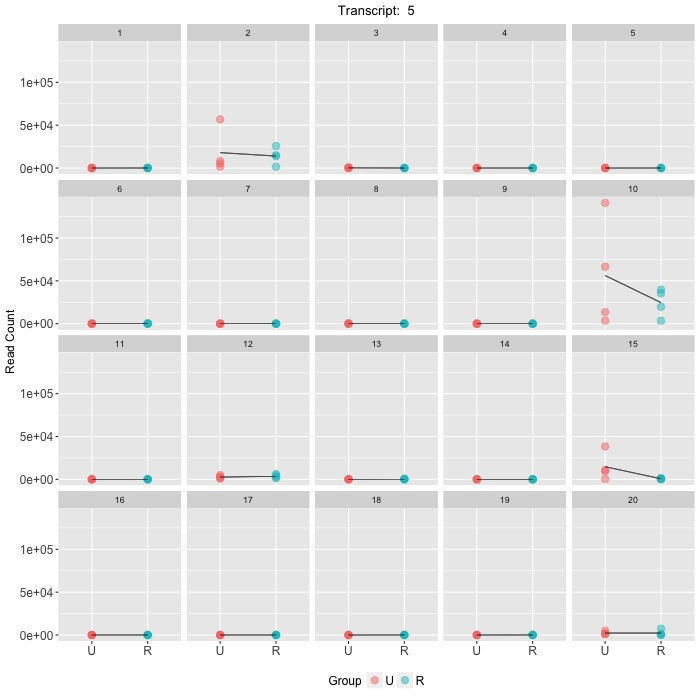 Transcript: 5
1 2 3 4 5
1e+05
5e+04
0e+00
6 7 8 9 10
1e+05
5e+04
0e+00
Read Count
11 12 13 14 15
1e+05
5e+04
0e+00
16 17 18 19 20
1e+05
5e+04
0e+00
U R U R U R U R U R
Group U R